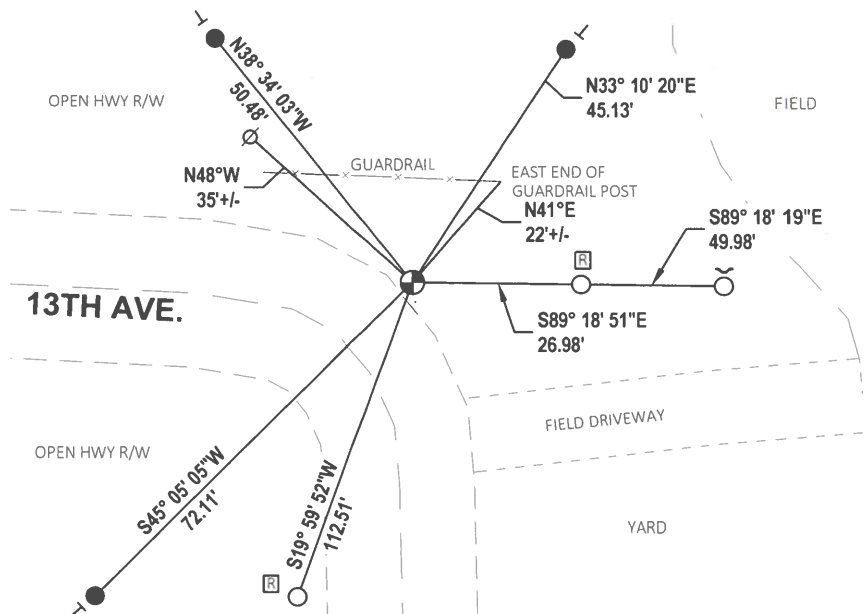 N38° 34' 03"W
50.48'
N33° 10' 20"E
45.13'
OPEN HWY R/W
FIELD
GUARDRAIL
EAST END OF
GUARDRAIL POST
N48°W
35'+/-
N41°E
22'+/-
S89° 18' 19"E
49.98'
R
13TH AVE.
S89° 18' 51"E
26.98'
FIELD DRIVEWAY
OPEN HWY R/W
S45° 05' 05"W
72.11'
S19° 59' 52"W
112.51'
YARD
R